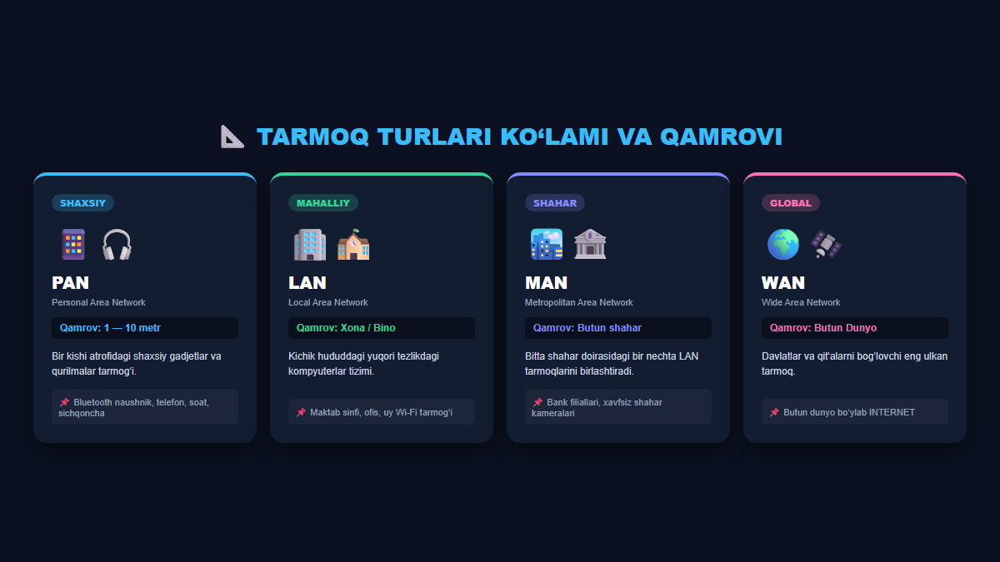 TARMOQ TURLARI KO‘LAMI VA QAMROVI
SHAXSIY
PAN
Personal Area Network
Qamrov: 1 — 10 metr
Bir kishi atrofidagi shaxsiy gadjetlar va
qurilmalar tarmog‘i.
Bluetooth naushnik, telefon, soat,
sichqoncha
MAHALLIY
LAN
Local Area Network
Qamrov: Xona / Bino
Kichik hududdagi yuqori tezlikdagi
kompyuterlar tizimi.
Maktab sinfi, ofis, uy Wi-Fi tarmog‘i
SHAHAR
MAN
Metropolitan Area Network
Qamrov: Butun shahar
Bitta shahar doirasidagi bir nechta LAN
tarmoqlarini birlashtiradi.
Bank filiallari, xavfsiz shahar
kameralari
GLOBAL
WAN
Wide Area Network
Qamrov: Butun Dunyo
Davlatlar va qit'alarni bog‘lovchi eng ulkan
tarmoq.
Butun dunyo bo‘ylab INTERNET